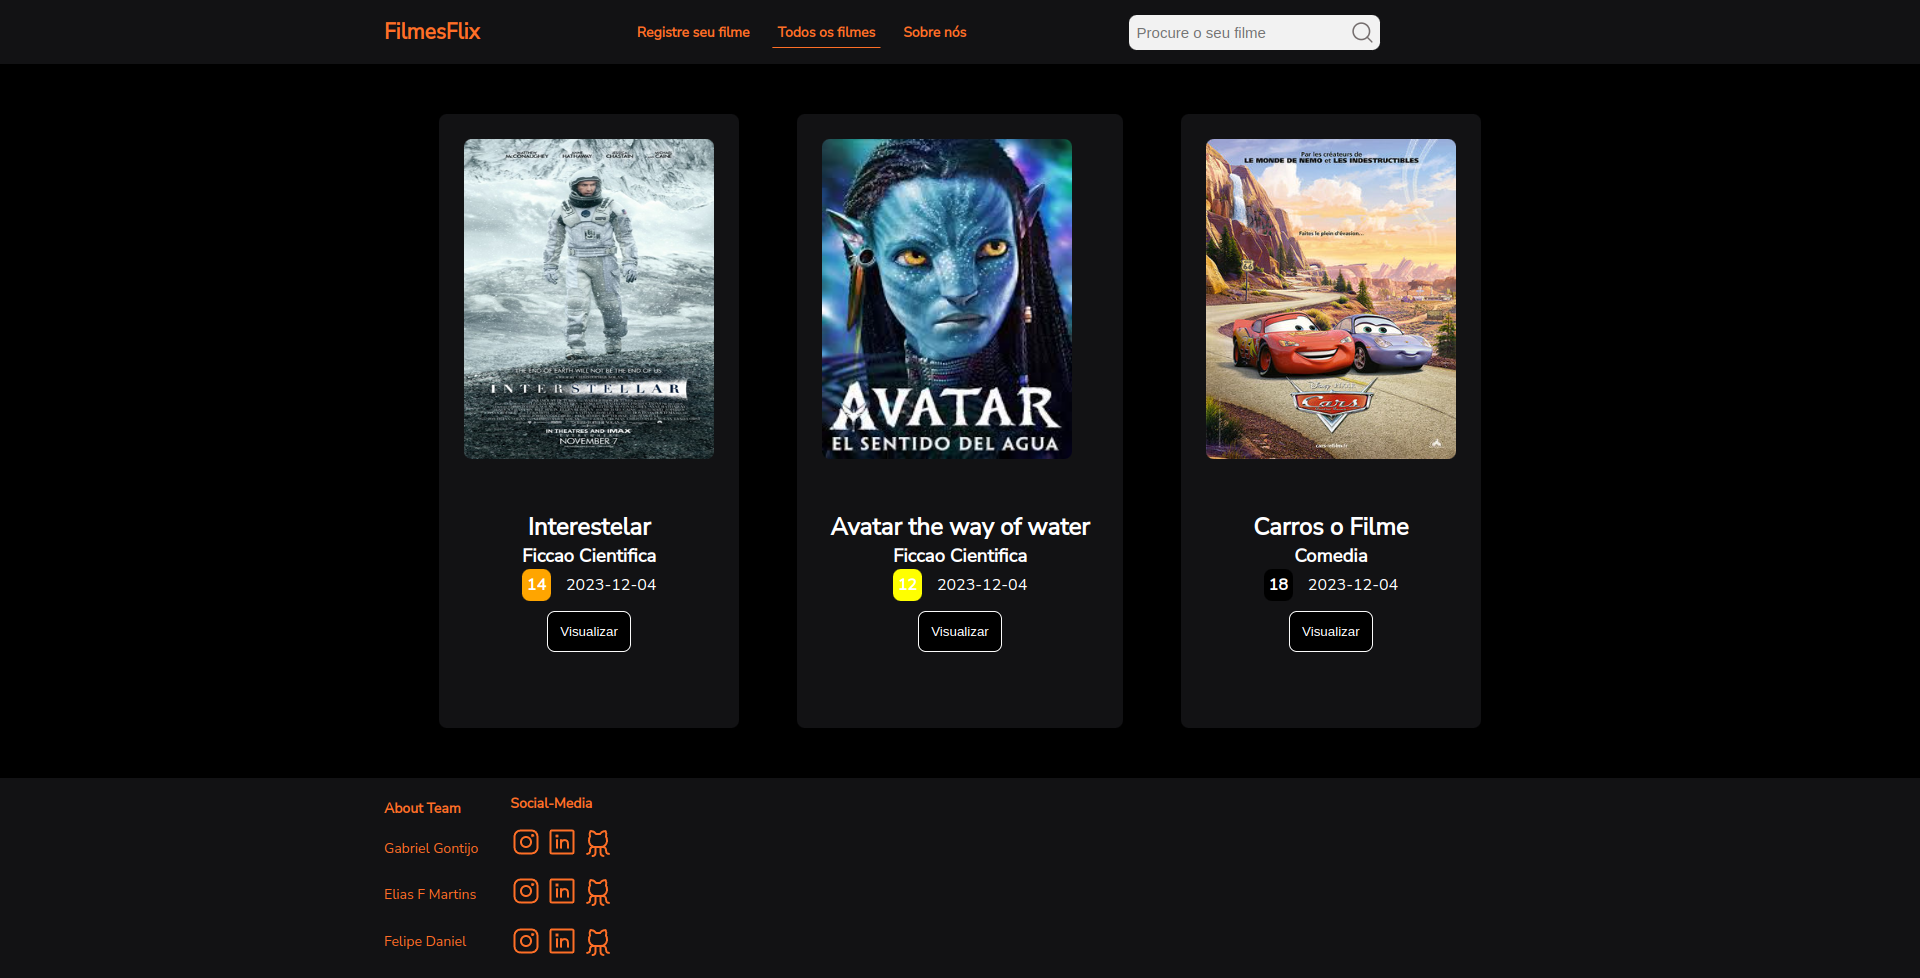 FilmesFlix
Registre seu filme
Todos os filmes
Sobre nós
Procure o seu filme
McCONAUGHEY HATHAWAY CHASTAIN CAINE
THE END OF EARTH WILL NOT BE THE END OF US
INTERSTELLAR
IN THEATRES AND IMAX
NOVEMBER 7
Interestelar
Ficcao Cientifica
14
2023-12-04
Visualizar
AVATAR
EL SENTIDO DEL AGUA
Avatar the way of water
Ficcao Cientifica
12
2023-12-04
Visualizar
Par les créateurs de
LE MONDE DE NEMO et LES INDESTRUCTIBLES
Faites le plein d'évasion...
Cars
Carros o Filme
Comedia
18
2023-12-04
Visualizar
About Team
Gabriel Gontijo
Elias F Martins
Felipe Daniel
Social-Media